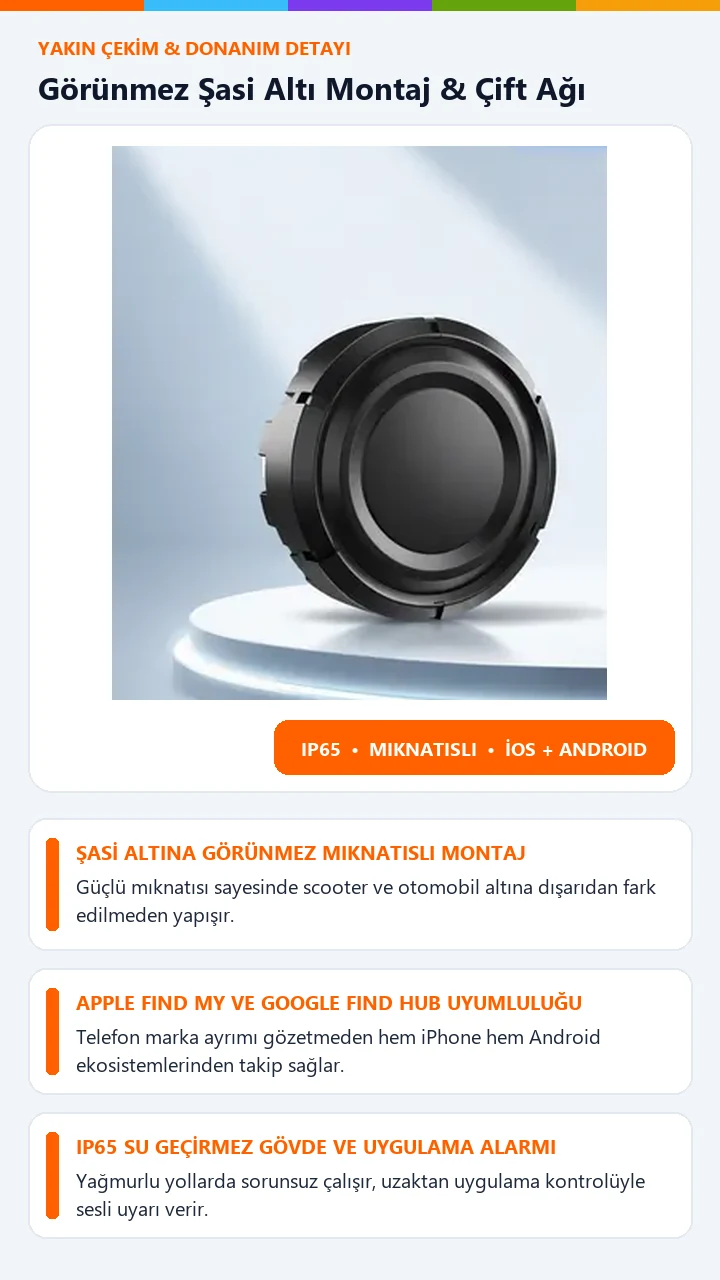 YAKIN ÇEKİM & DONANIM DETAYI
Görünmez Şasi Altı Montaj & Çift Ağı
IP65 • MIKNATISLI • İOS + ANDROID
ŞASİ ALTINA GÖRÜNMEZ MIKNATISLI MONTAJ
Güçlü mıknatısı sayesinde scooter ve otomobil altına dışarıdan fark
edilmeden yapışır.
APPLE FIND MY VE GOOGLE FIND HUB UYUMLULUĞU
Telefon marka ayrımı gözetmeden hem iPhone hem Android
ekosistemlerinden takip sağlar.
IP65 SU GEÇİRMEZ GÖVDE VE UYGULAMA ALARMI
Yağmurlu yollarda sorunsuz çalışır, uzaktan uygulama kontrolüyle
sesli uyarı verir.